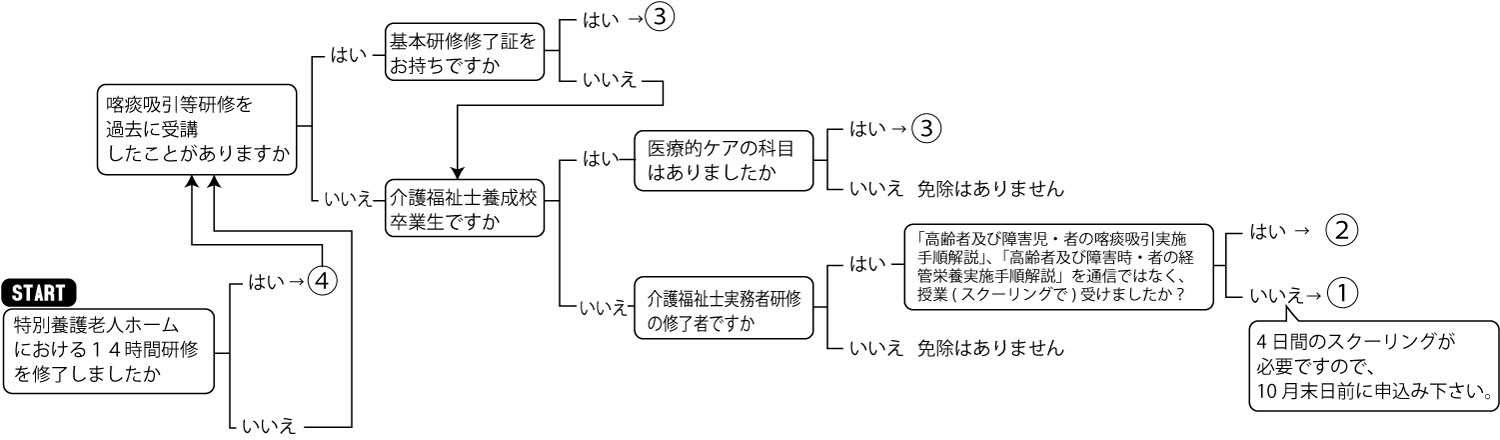 START
特別養護老人ホーム
における14時間研修
を修了しましたか
はい→④
いいえ
喀痰吸引等研修を
過去に受講
したことがありますか
はい
いいえ
基本研修修了証を
お持ちですか
はい→③
いいえ
介護福祉士養成校
卒業生ですか
はい
いいえ
医療的ケアの科目
はありましたか
はい→③
いいえ 免除はありません
介護福祉士実務者研修
の修了者ですか
はい
いいえ 免除はありません
「高齢者及び障害児・者の喀痰吸引実施
手順解説」、「高齢者及び障害時・者の経
管栄養実施手順解説」を通信ではなく、
授業(スクーリングで)受けましたか?
はい → ②
いいえ→①
4日間のスクーリングが
必要ですので、
10月末日前に申込み下さい。